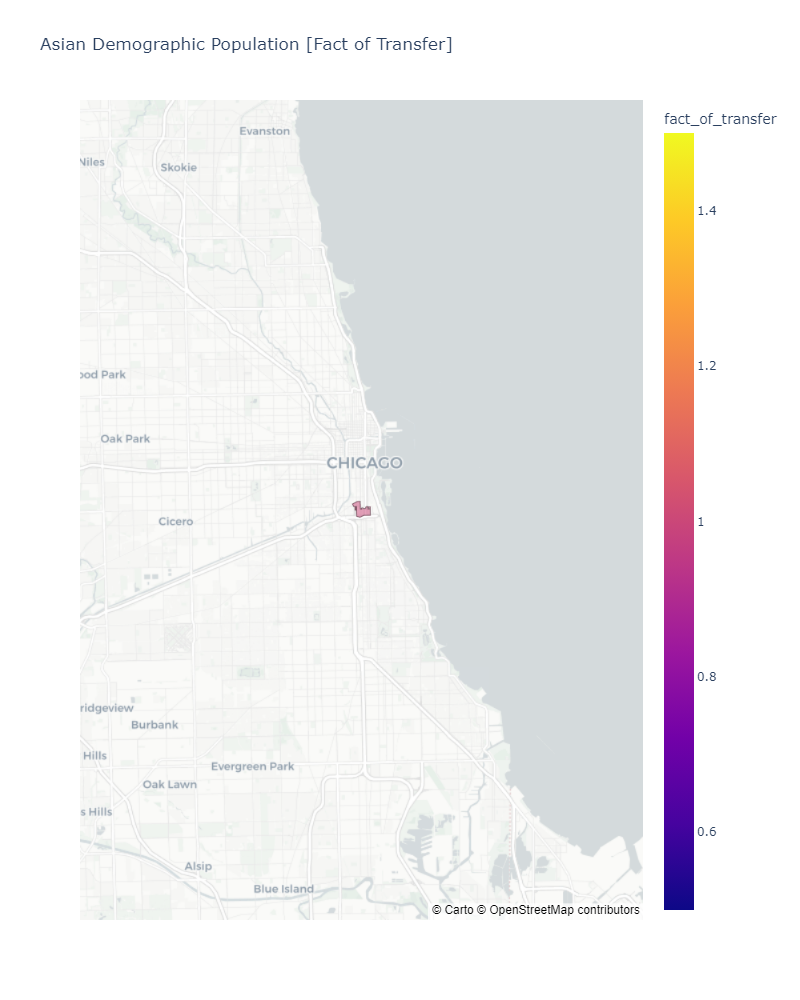 Asian Demographic Population [Fact of Transfer]
fact_of_transfer
Evanston
Niles
Skokie
1.4
1.2
ood Park
Oak Park
CHICAGO
Cicero
1
0.8
ridgeview
Burbank
Hills
Evergreen Park
Oak Lawn
s Hills
0.6
Alsip
Blue Island
© Carto © OpenStreetMap contributors